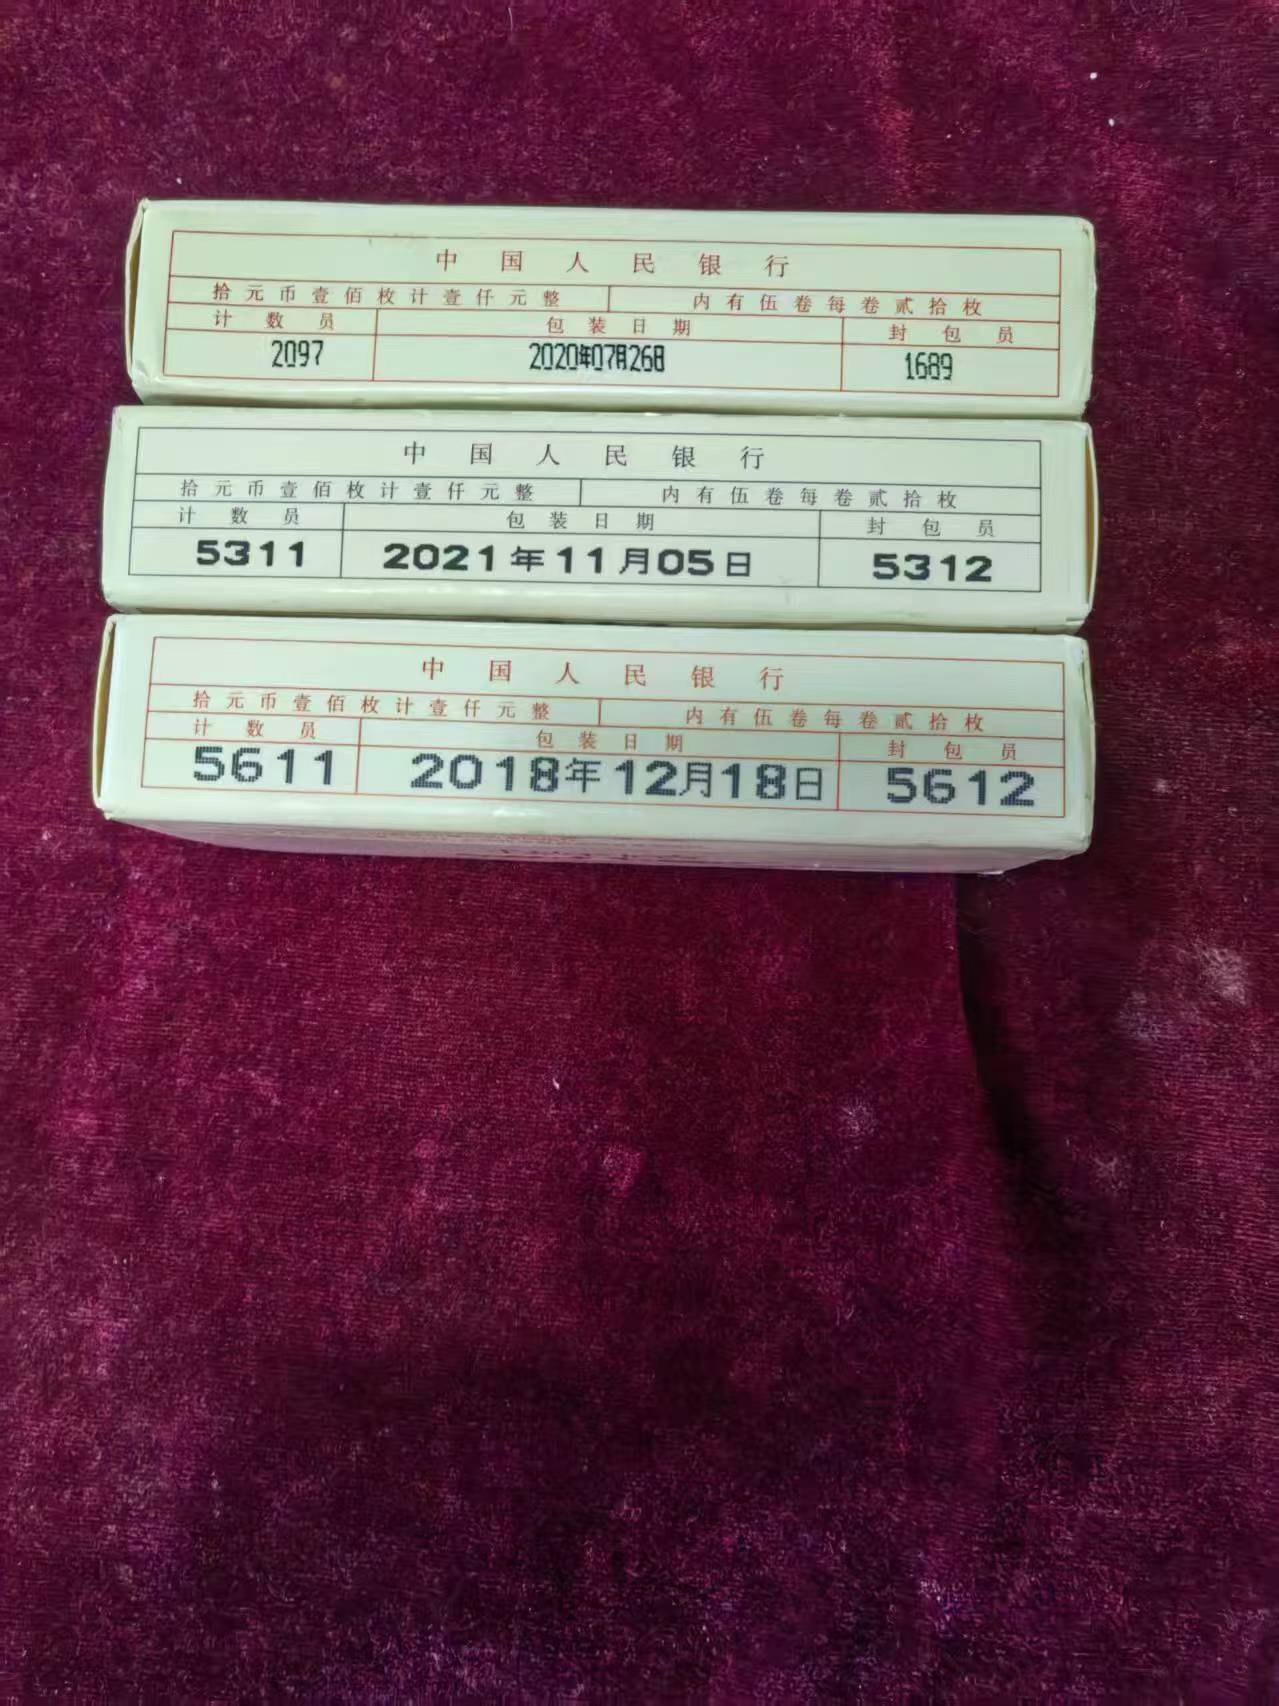 中国人民银行
拾元币壹佰枚计壹仟元整 内有伍卷每卷贰拾枚
计数员 包装日期 封包员
2097 2020年07月26日 1689
中国人民银行
拾元币壹佰枚计壹仟元整 内有伍卷每卷贰拾枚
计数员 包装日期 封包员
5311 2021年11月05日 5312
中国人民银行
拾元币壹佰枚计壹仟元整 内有伍卷每卷贰拾枚
计数员 包装日期 封包员
5611 2018年12月18日 5612